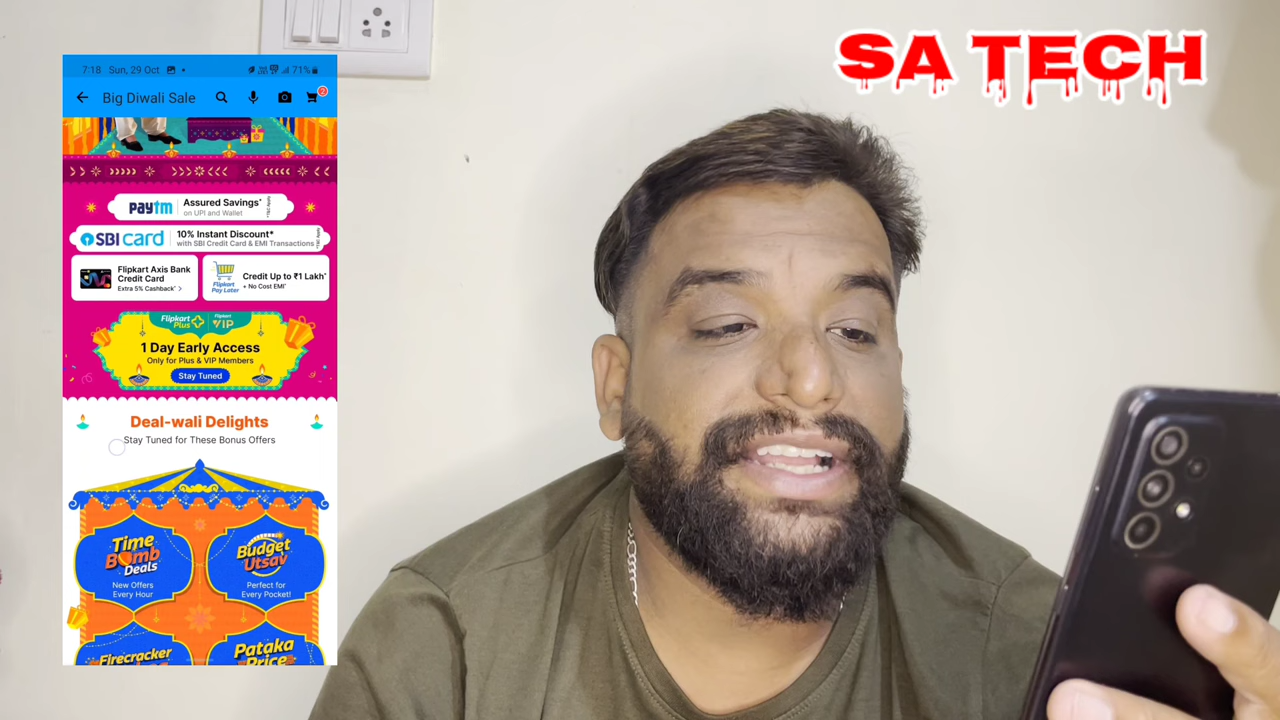 SA TECH
7:18 Sun, 29 Oct 71%
Big Diwali Sale
2
paytm Assured Savings*
on UPI and Wallet
SBI card 10% Instant Discount*
with SBI Credit Card & EMI Transactions
Flipkart Axis Bank
Credit Card
Extra 5% Cashback* >
Flipkart
Pay Later
Credit Up to ₹1 Lakh*
+ No Cost EMI*
Flipkart
Plus
Flipkart
VIP
1 Day Early Access
Only for Plus & VIP Members
Stay Tuned
Deal-wali Delights
Stay Tuned for These Bonus Offers
Time
Bomb
Deals
New Offers
Every Hour
Budget
Utsav
Perfect for
Every Pocket!
Firecracker
Pataka
Price